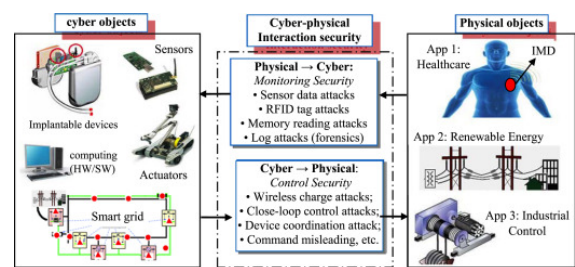 cyber objects
Sensors
Implantable devices
computing
(HW/SW)
Actuators
Smart grid
Cyber-physical
Interaction security
Physical → Cyber:
Monitoring Security
• Sensor data attacks
• RFID tag attacks
• Memory reading attacks
• Log attacks (forensics)
Cyber → Physical:
Control Security
• Wireless charge attacks;
• Close-loop control attacks;
• Device coordination attack;
• Command misleading, etc.
Physical objects
App 1:
Healthcare
IMD
App 2: Renewable Energy
App 3: Industrial
Control